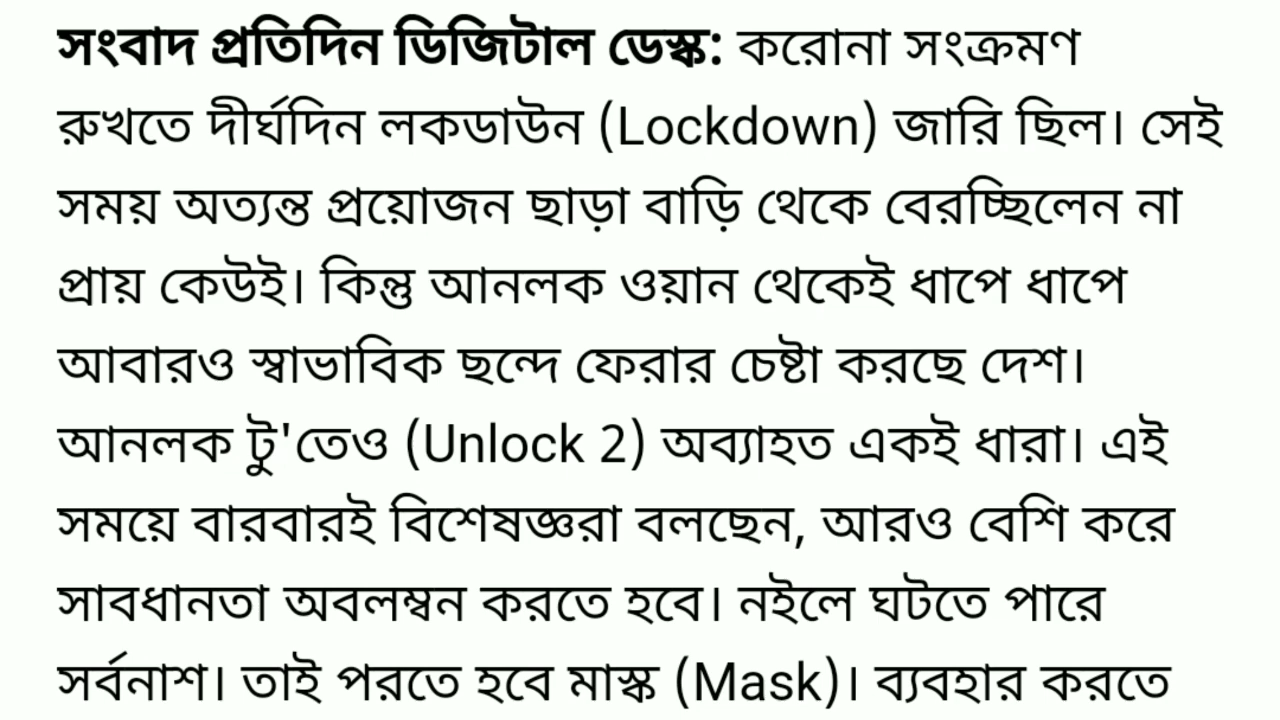 সংবাদ প্রতিদিন ডিজিটাল ডেস্ক: করোনা সংক্রমণ
রুখতে দীর্ঘদিন লকডাউন (Lockdown) জারি ছিল। সেই
সময় অত্যন্ত প্রয়োজন ছাড়া বাড়ি থেকে বেরচ্ছিলেন না
প্রায় কেউই। কিন্তু আনলক ওয়ান থেকেই ধাপে ধাপে
আবারও স্বাভাবিক ছন্দে ফেরার চেষ্টা করছে দেশ।
আনলক টু'তেও (Unlock 2) অব্যাহত একই ধারা। এই
সময়ে বারবারই বিশেষজ্ঞরা বলছেন, আরও বেশি করে
সাবধানতা অবলম্বন করতে হবে। নইলে ঘটতে পারে
সর্বনাশ। তাই পরতে হবে মাস্ক (Mask)। ব্যবহার করতে